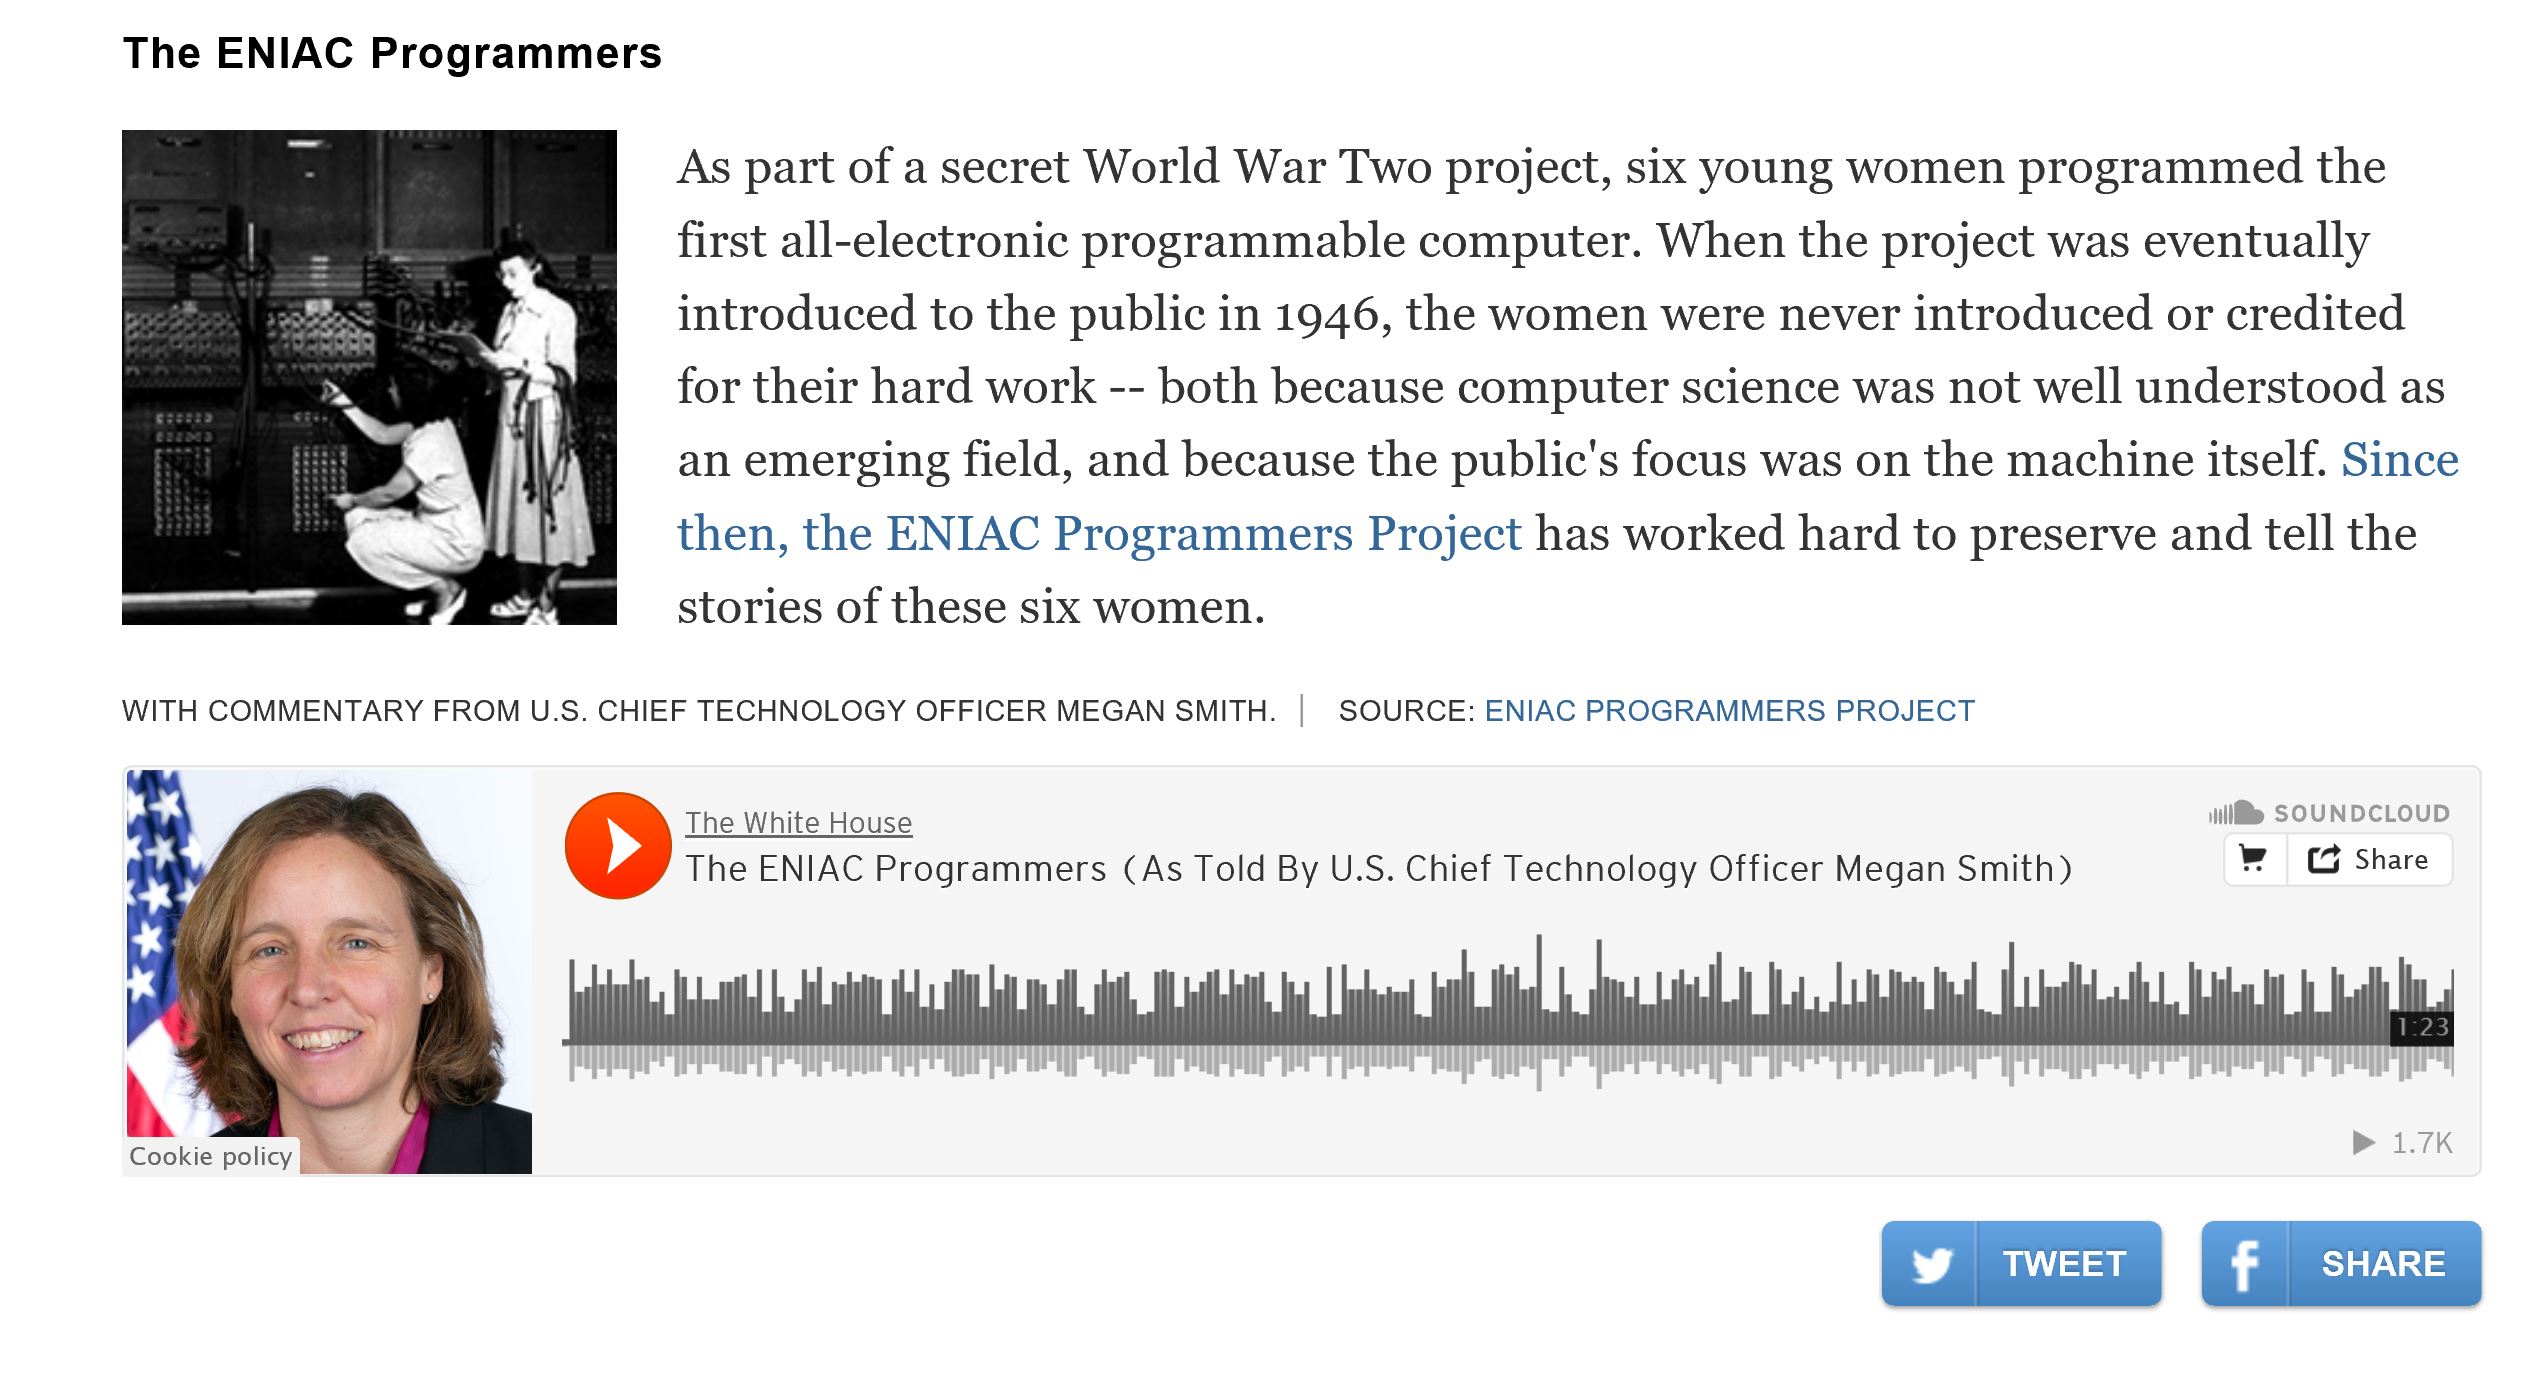 The ENIAC Programmers
As part of a secret World War Two project, six young women programmed the
first all-electronic programmable computer. When the project was eventually
introduced to the public in 1946, the women were never introduced or credited
for their hard work -- both because computer science was not well understood as
an emerging field, and because the public's focus was on the machine itself. Since
then, the ENIAC Programmers Project has worked hard to preserve and tell the
stories of these six women.
WITH COMMENTARY FROM U.S. CHIEF TECHNOLOGY OFFICER MEGAN SMITH. | SOURCE: ENIAC PROGRAMMERS PROJECT
The White House
SOUNDCLOUD
The ENIAC Programmers (As Told By U.S. Chief Technology Officer Megan Smith)
Share
1:23
Cookie policy
1.7K
TWEET
SHARE